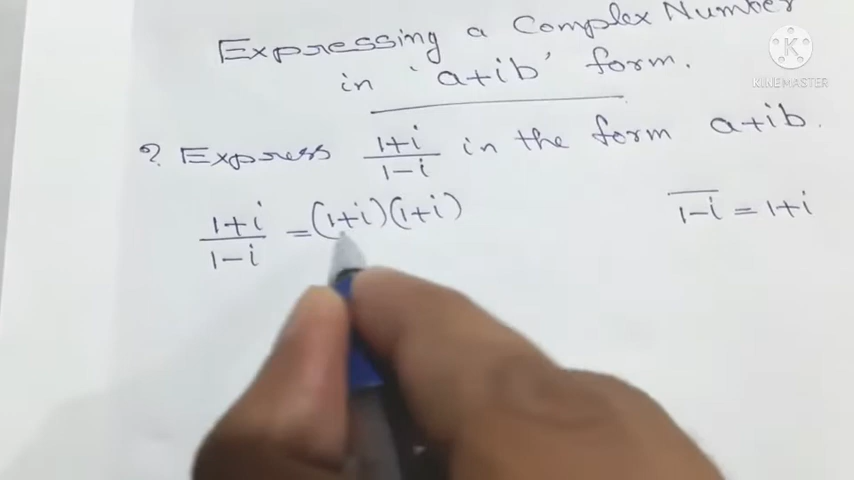 Expressing a Complex Number
in 'a+ib' form.
? Express (1+i)/(1-i) in the form a+ib.
(1+i)/(1-i) = (1+i)(1+i)
\overline{1-i} = 1+i
K
KINEMASTER